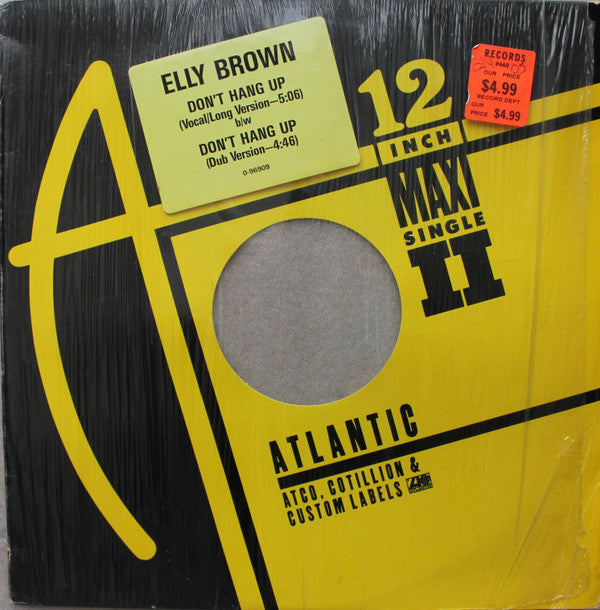 ELLY BROWN
DON'T HANG UP
(Vocal/Long Version—5:06)
b/w
DON'T HANG UP
(Dub Version—4:46)
0-96909
RECORDS
#660
OUR PRICE
$4.99
RECORD DEPT.
OUR PRICE $4.99
12
INCH
MAXI
SINGLE
II
ATLANTIC
ATCO, COTILLION &
CUSTOM LABELS